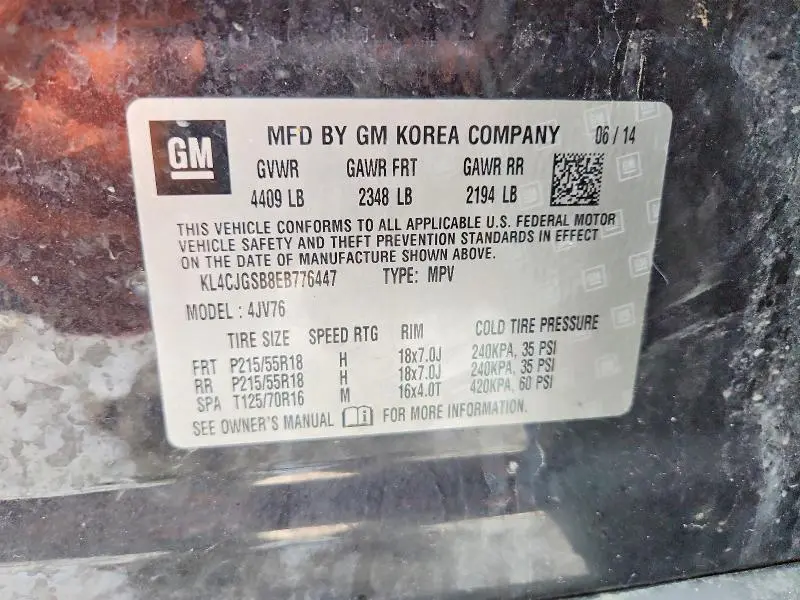 GM
MFD BY GM KOREA COMPANY 06 / 14
GVWR GAWR FRT GAWR RR
4409 LB 2348 LB 2194 LB
THIS VEHICLE CONFORMS TO ALL APPLICABLE U.S. FEDERAL MOTOR
VEHICLE SAFETY AND THEFT PREVENTION STANDARDS IN EFFECT
ON THE DATE OF MANUFACTURE SHOWN ABOVE.
KL4CJGSB8EB776447 TYPE: MPV
MODEL : 4JV76
TIRE SIZE SPEED RTG RIM COLD TIRE PRESSURE
FRT P215/55R18 H 18x7.0J 240KPA, 35 PSI
RR P215/55R18 H 18x7.0J 240KPA, 35 PSI
SPA T125/70R16 M 16x4.0T 420KPA, 60 PSI
SEE OWNER'S MANUAL FOR MORE INFORMATION.